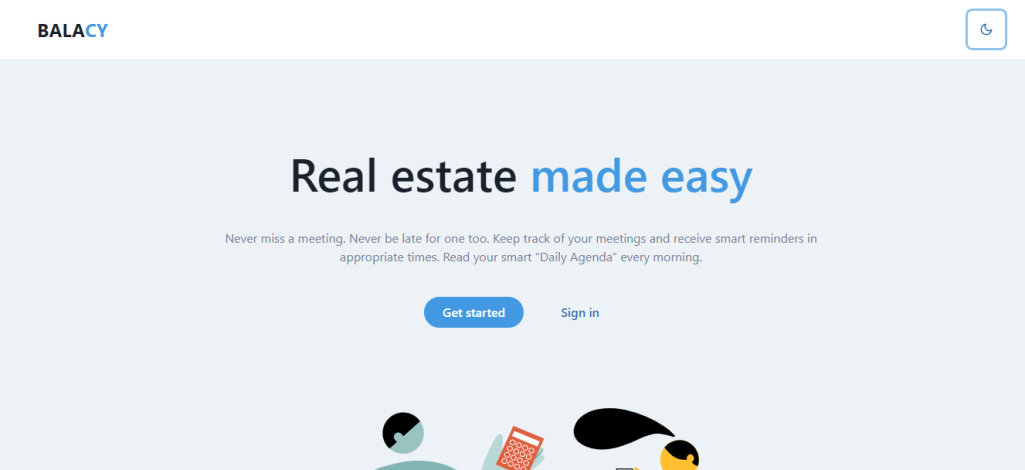 BALACY
Real estate made easy
Never miss a meeting. Never be late for one too. Keep track of your meetings and receive smart reminders in
appropriate times. Read your smart “Daily Agenda” every morning.
Get started
Sign in